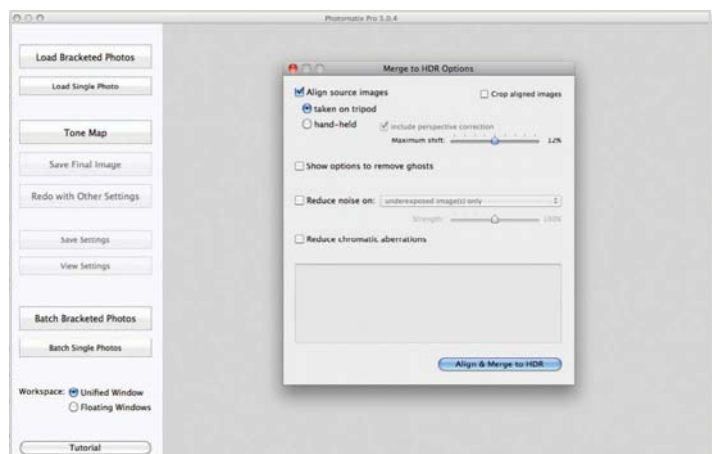 Photomatix Pro 5.0.4
Load Bracketed Photos
Load Single Photo
Tone Map
Save Final Image
Redo with Other Settings
Save Settings
View Settings
Batch Bracketed Photos
Batch Single Photos
Workspace: Unified Window
Floating Windows
Tutorial
Merge to HDR Options
Align source images
Crop aligned images
taken on tripod
hand-held
include perspective correction
Maximum shift: 12%
Show options to remove ghosts
Reduce noise on: underexposed image(s) only
Strength: 100%
Reduce chromatic aberrations
Align & Merge to HDR